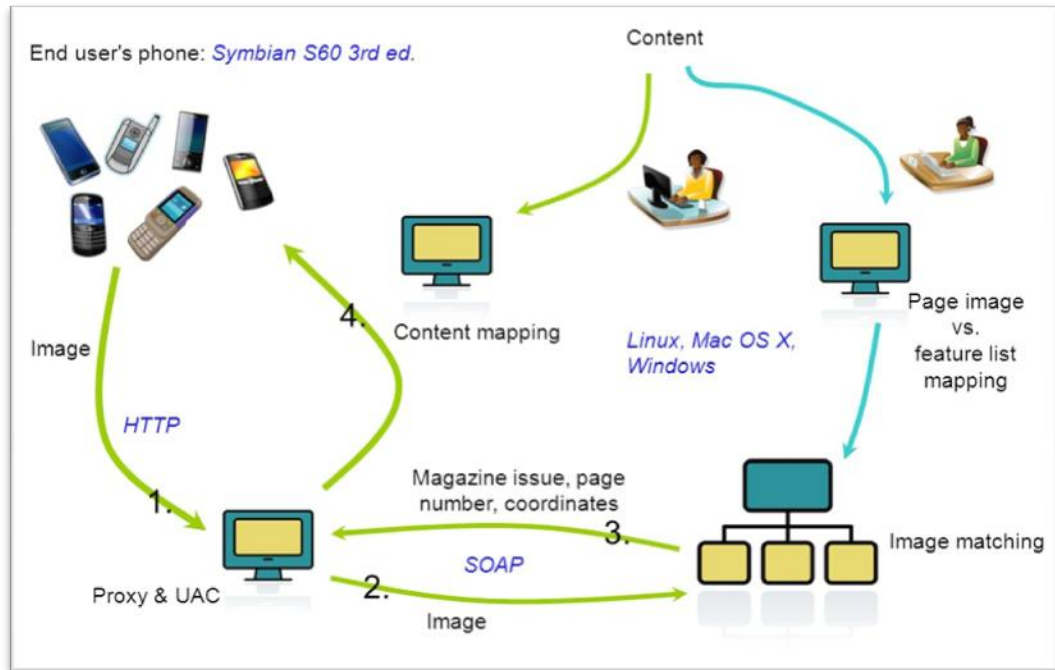 End user's phone: Symbian S60 3rd ed.
Content
Image
HTTP
1.
4.
Content mapping
Linux, Mac OS X,
Windows
Page image
vs.
feature list
mapping
Magazine issue, page
number, coordinates
3.
SOAP
2.
Image
Proxy & UAC
Image matching